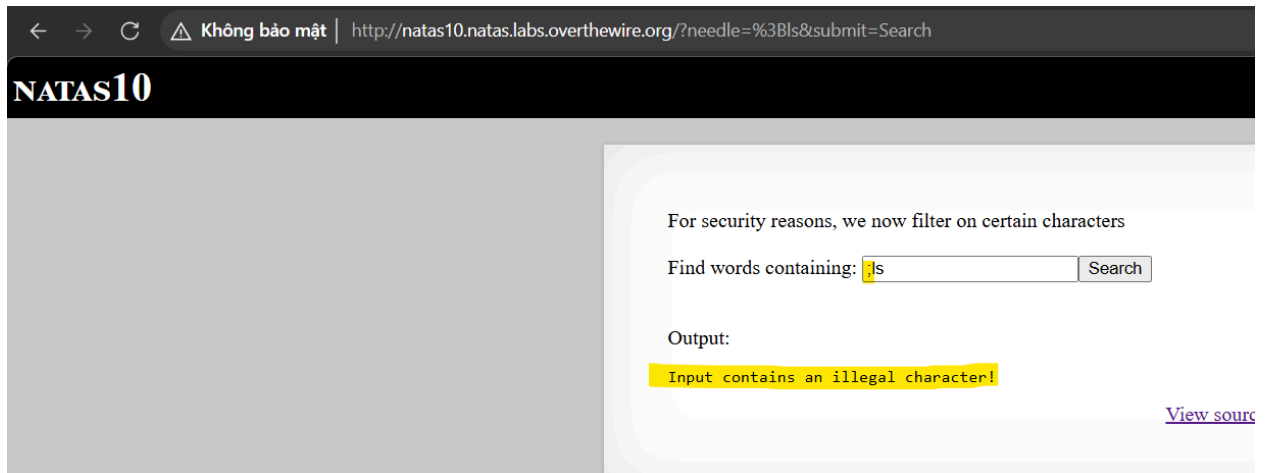 Không bảo mật | http://natas10.natas.labs.overthewire.org/?needle=%3Bls&submit=Search
NATAS10
For security reasons, we now filter on certain characters
Find words containing: ;ls Search
Output:
Input contains an illegal character!
View sourc